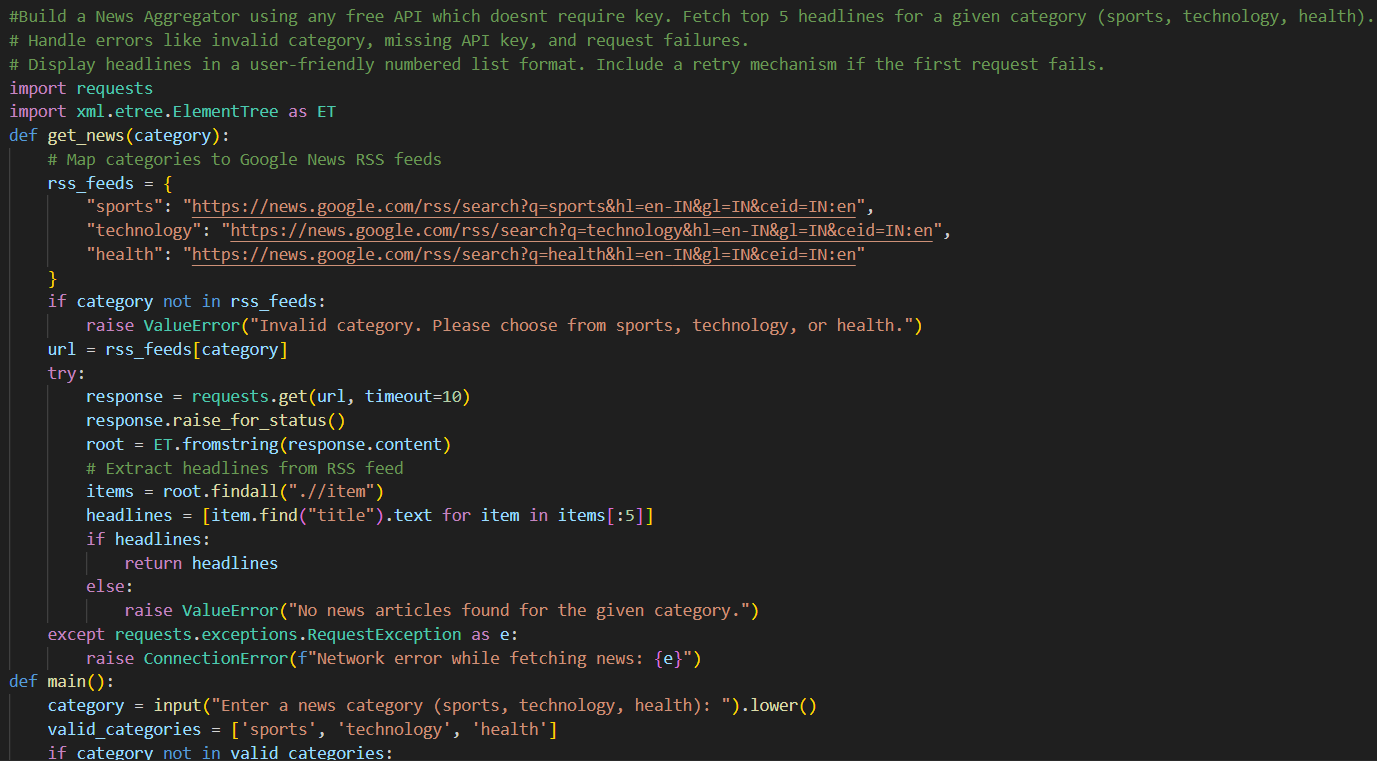 #Build a News Aggregator using any free API which doesnt require key. Fetch top 5 headlines for a given category (sports, technology, health).
# Handle errors like invalid category, missing API key, and request failures.
# Display headlines in a user-friendly numbered list format. Include a retry mechanism if the first request fails.
import requests
import xml.etree.ElementTree as ET
def get_news(category):
    # Map categories to Google News RSS feeds
    rss_feeds = {
        "sports": "https://news.google.com/rss/search?q=sports&hl=en-IN&gl=IN&ceid=IN:en",
        "technology": "https://news.google.com/rss/search?q=technology&hl=en-IN&gl=IN&ceid=IN:en",
        "health": "https://news.google.com/rss/search?q=health&hl=en-IN&gl=IN&ceid=IN:en"
    }
    if category not in rss_feeds:
        raise ValueError("Invalid category. Please choose from sports, technology, or health.")
    url = rss_feeds[category]
    try:
        response = requests.get(url, timeout=10)
        response.raise_for_status()
        root = ET.fromstring(response.content)
        # Extract headlines from RSS feed
        items = root.findall(".//item")
        headlines = [item.find("title").text for item in items[:5]]
        if headlines:
            return headlines
        else:
            raise ValueError("No news articles found for the given category.")
    except requests.exceptions.RequestException as e:
        raise ConnectionError(f"Network error while fetching news: {e}")
def main():
    category = input("Enter a news category (sports, technology, health): ").lower()
    valid_categories = ['sports', 'technology', 'health']
    if category not in valid_categories: